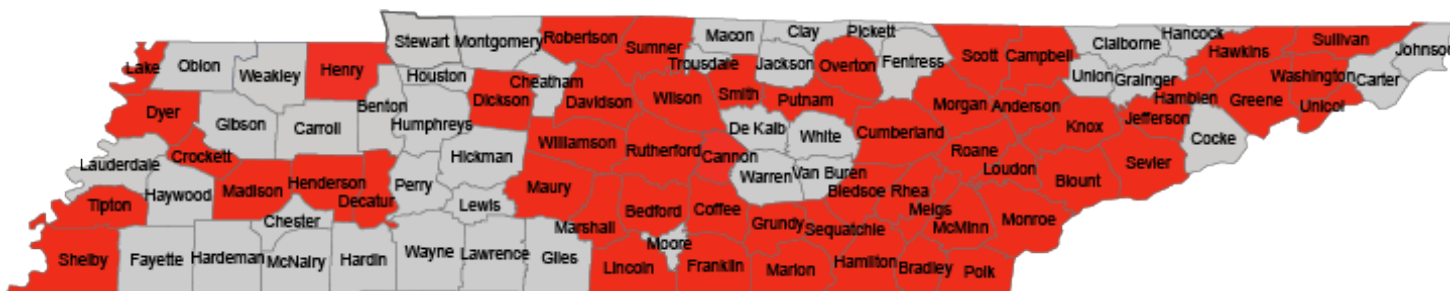 Stewart
Montgomery
Robertson
Sumner
Macon
Clay
Pickett
Claiborne
Hancock
Hawkins
Sullivan
Johnson
Lake
Obion
Weakley
Henry
Houston
Cheatham
Trousdale
Jackson
Overton
Fentress
Scott
Campbell
Union
Grainger
Hamblen
Washington
Carter
Dyer
Gibson
Carroll
Benton
Humphreys
Dickson
Davidson
Wilson
Smith
Putnam
Morgan
Anderson
Knox
Jefferson
Greene
Unicoi
Lauderdale
Crockett
Haywood
Madison
Henderson
Decatur
Perry
Hickman
Williamson
Rutherford
Cannon
De Kalb
White
Cumberland
Roane
Loudon
Blount
Sevier
Cocke
Tipton
Chester
Lewis
Maury
Bedford
Coffee
Warren
Van Buren
Bledsoe
Rhea
Meigs
McMinn
Monroe
Shelby
Fayette
Hardeman
McNairy
Hardin
Wayne
Lawrence
Giles
Marshall
Moore
Lincoln
Franklin
Grundy
Sequatchie
Marion
Hamilton
Bradley
Polk